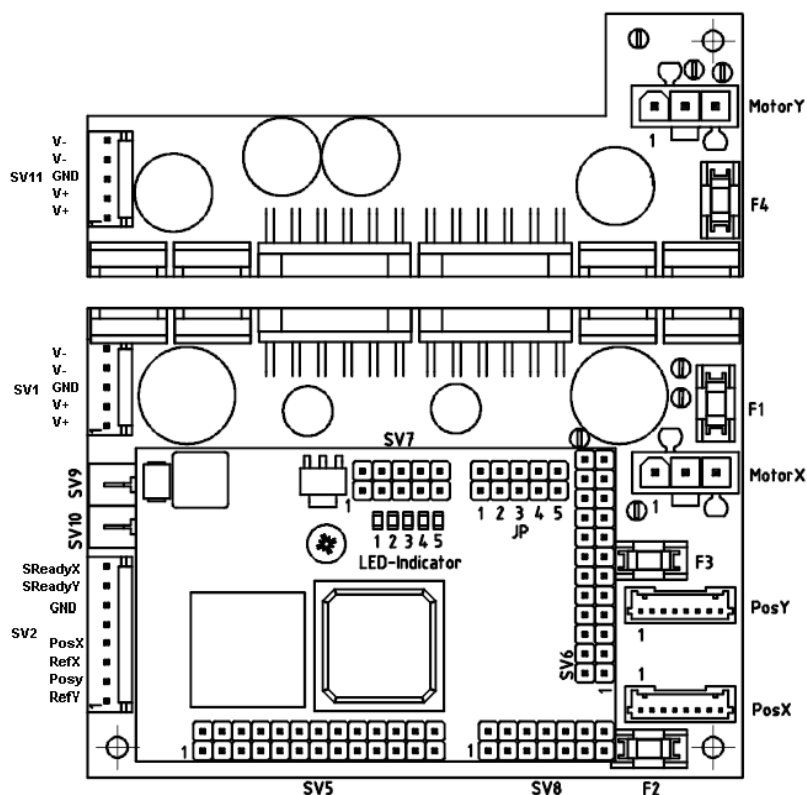 MotorY
1
V-
V-
SV11
GND
V+
V+
F4
V-
V-
SV1
GND
V+
V+
F1
SV7
SV9
MotorX
1
1
1 2 3 4 5
JP
SV10
1 2 3 4 5
LED-Indicator
SReadyX
SReadyY
GND
F3
SV2
PosX
RefX
Posy
RefY
1
PosY
1
SV6
1
1
PosX
1
1
SV5
SV8
F2